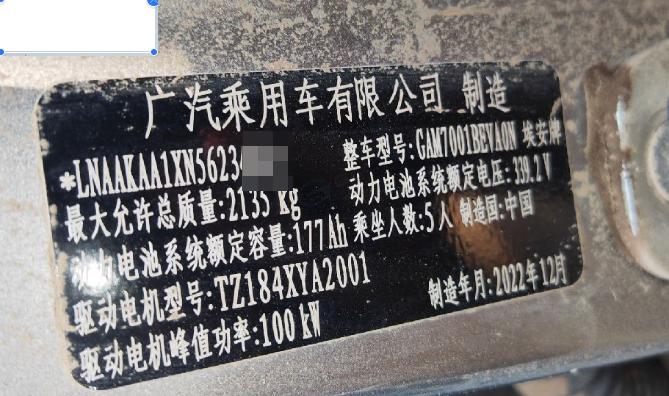 广汽乘用车有限公司 制造
*LNAAKAA1XN5623 整车型号:GAM7001BEVA0N 埃安牌
最大允许总质量:2135 kg 动力电池系统额定电压:339.2 V
动力电池系统额定容量:177Ah 乘坐人数:5人 制造国:中国
驱动电机型号:TZ184XYA2001
驱动电机峰值功率:100 kW 制造年月:2022年12月